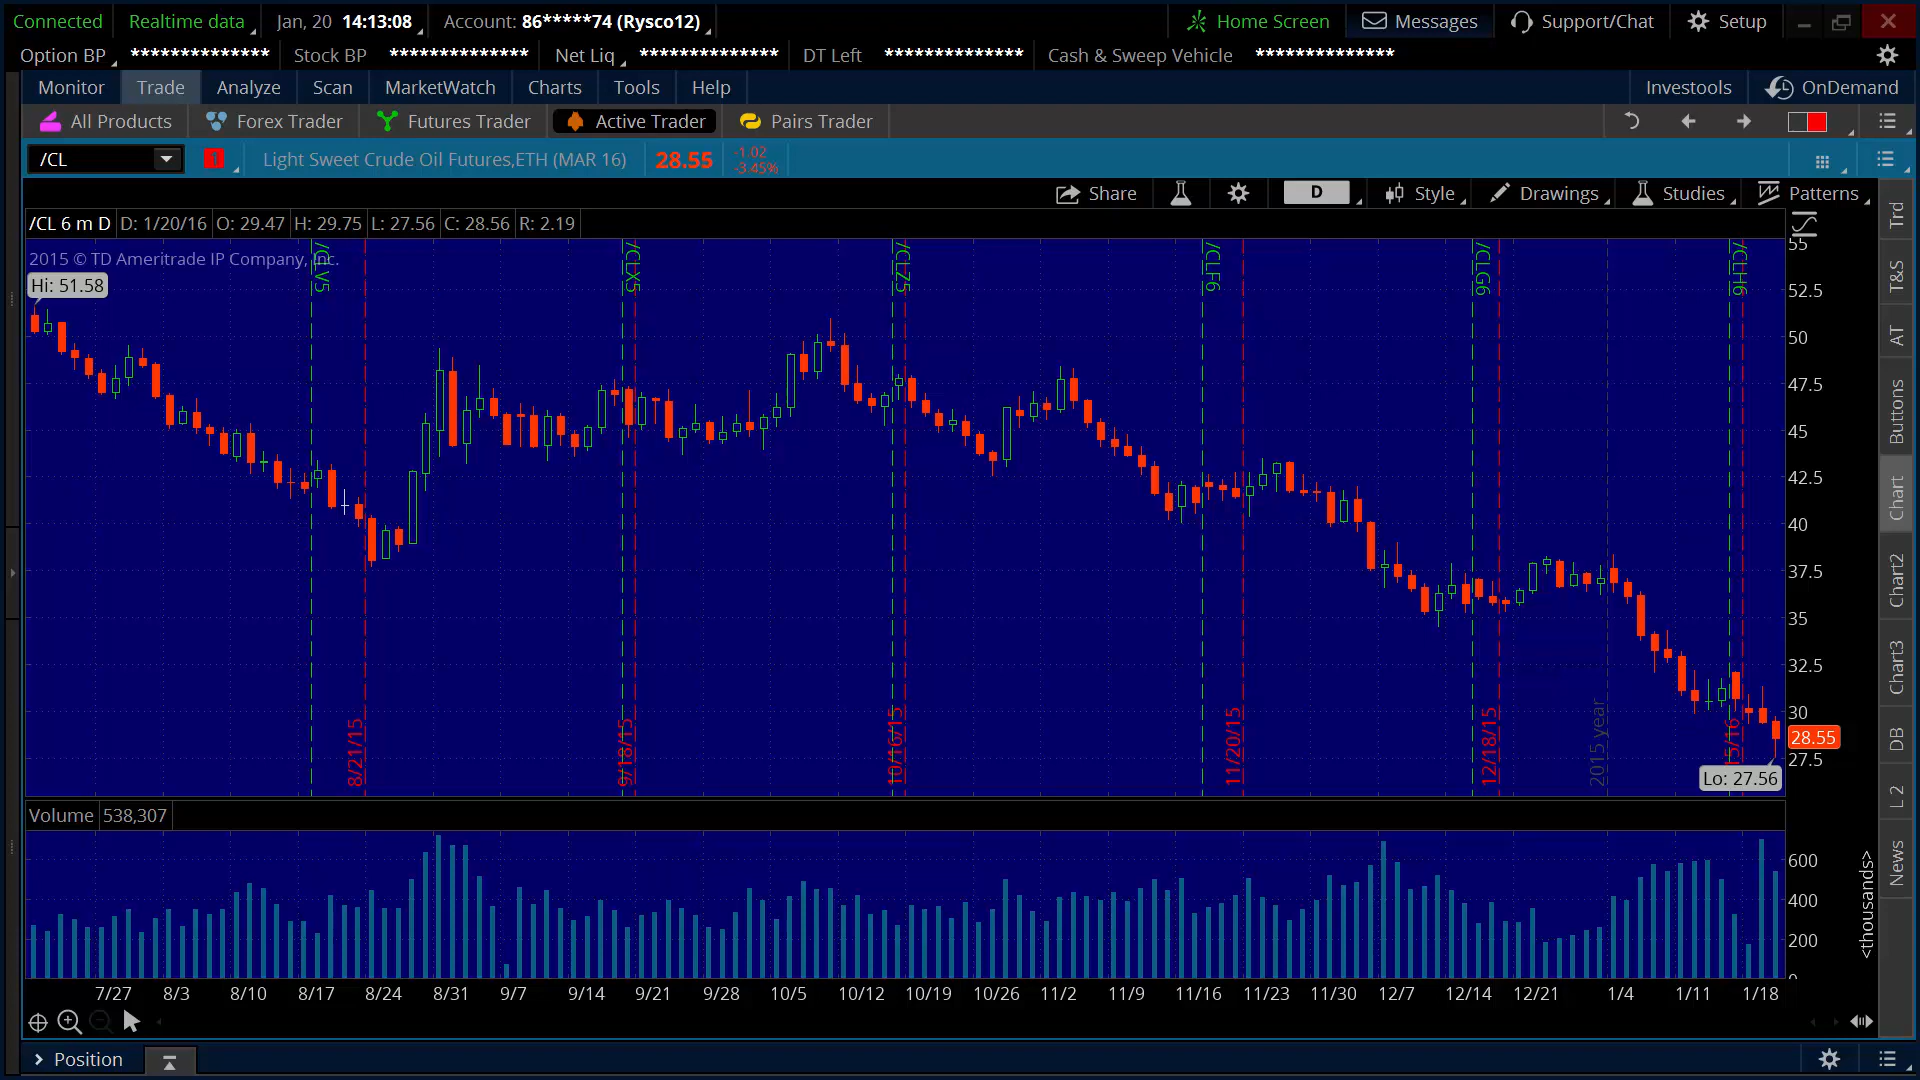 Connected Realtime data Jan, 20 14:13:08 Account: 86*****74 (Rysco12) Home Screen Messages Support/Chat Setup
Option BP ************** Stock BP ************** Net Liq ************** DT Left ************** Cash & Sweep Vehicle **************
Monitor Trade Analyze Scan MarketWatch Charts Tools Help Investools OnDemand
All Products Forex Trader Futures Trader Active Trader Pairs Trader
/CL Light Sweet Crude Oil Futures,ETH (MAR 16) 28.55 -1.02
-3.45%
Share D Style Drawings Studies Patterns
/CL 6 m D D: 1/20/16 O: 29.47 H: 29.75 L: 27.56 C: 28.56 R: 2.19
2015 © TD Ameritrade IP Company, Inc.
Hi: 51.58
/CLV5
/CLX5
/CLZ5
/CLF6
/CLG6
/CLH6
55
52.5
50
47.5
45
42.5
40
37.5
35
32.5
30
28.55
27.5
Lo: 27.56
8/21/15
9/18/15
10/16/15
11/20/15
12/18/15
2015 year
15/16
Volume 538,307
600
400
200
0
<thousands>
7/27 8/3 8/10 8/17 8/24 8/31 9/7 9/14 9/21 9/28 10/5 10/12 10/19 10/26 11/2 11/9 11/16 11/23 11/30 12/7 12/14 12/21 1/4 1/11 1/18
Trd
T&S
AT
Buttons
Chart
Chart2
Chart3
DB
L 2
News
Position